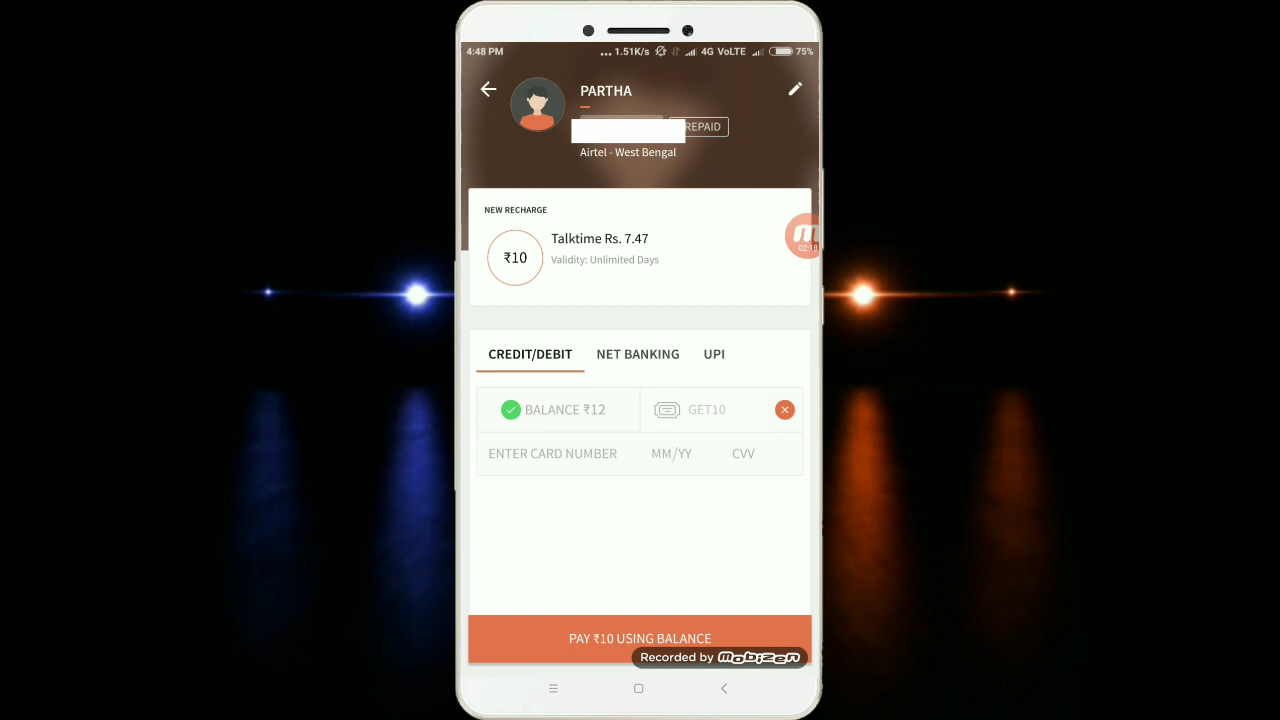 4:48 PM ... 1.51K/s 4G VoLTE 75%
PARTHA
REPAID
Airtel - West Bengal
NEW RECHARGE
₹10 Talktime Rs. 7.47
Validity: Unlimited Days
02:18
CREDIT/DEBIT NET BANKING UPI
BALANCE ₹12 GET10
ENTER CARD NUMBER MM/YY CVV
PAY ₹10 USING BALANCE
Recorded by mobizen